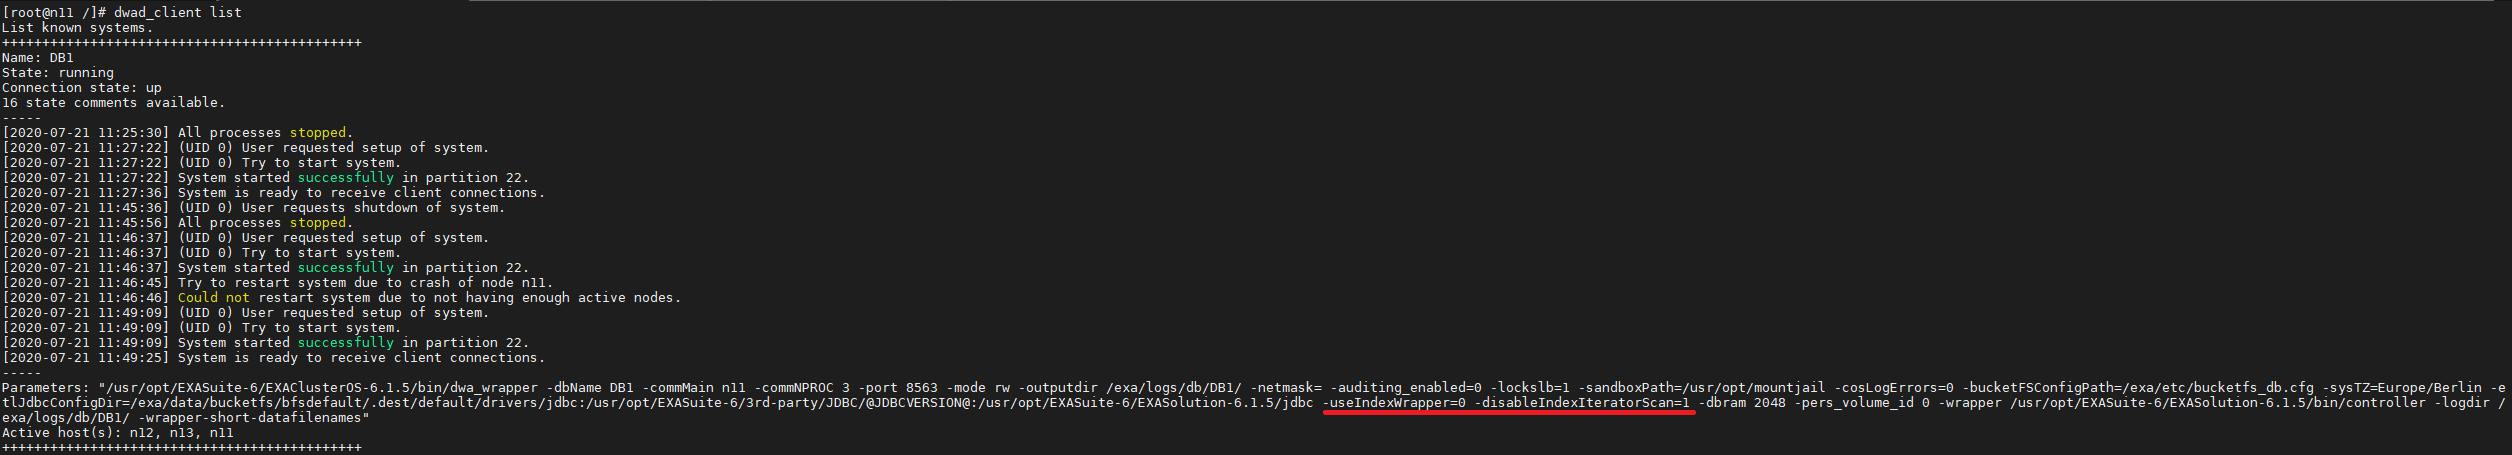 [root@n11 /]# dwad_client list
List known systems.
+++++++++++++++++++++++++++++++++++++++++++++
Name: DB1
State: running
Connection state: up
16 state comments available.
-----
[2020-07-21 11:25:30] All processes stopped.
[2020-07-21 11:27:22] (UID 0) User requested setup of system.
[2020-07-21 11:27:22] (UID 0) Try to start system.
[2020-07-21 11:27:22] System started successfully in partition 22.
[2020-07-21 11:27:36] System is ready to receive client connections.
[2020-07-21 11:45:36] (UID 0) User requests shutdown of system.
[2020-07-21 11:45:56] All processes stopped.
[2020-07-21 11:46:37] (UID 0) User requested setup of system.
[2020-07-21 11:46:37] (UID 0) Try to start system.
[2020-07-21 11:46:37] System started successfully in partition 22.
[2020-07-21 11:46:45] Try to restart system due to crash of node n11.
[2020-07-21 11:46:46] Could not restart system due to not having enough active nodes.
[2020-07-21 11:49:09] (UID 0) User requested setup of system.
[2020-07-21 11:49:09] (UID 0) Try to start system.
[2020-07-21 11:49:09] System started successfully in partition 22.
[2020-07-21 11:49:25] System is ready to receive client connections.
-----
Parameters: "/usr/opt/EXASuite-6/EXAClusterOS-6.1.5/bin/dwa_wrapper -dbName DB1 -commMain n11 -commNPROC 3 -port 8563 -mode rw -outputdir /exa/logs/db/DB1/ -netmask= -auditing_enabled=0 -lockslb=1 -sandboxPath=/usr/opt/mountjail -cosLogErrors=0 -bucketFSConfigPath=/exa/etc/bucketfs_db.cfg -sysTZ=Europe/Berlin -e
tlJdbcConfigDir=/exa/data/bucketfs/bfsdefault/.dest/default/drivers/jdbc:/usr/opt/EXASuite-6/3rd-party/JDBC/@JDBCVERSION@:/usr/opt/EXASuite-6/EXASolution-6.1.5/jdbc -useIndexWrapper=0 -disableIndexIteratorScan=1 -dbram 2048 -pers_volume_id 0 -wrapper /usr/opt/EXASuite-6/EXASolution-6.1.5/bin/controller -logdir /
exa/logs/db/DB1/ -wrapper-short-datafilenames"
Active host(s): n12, n13, n11
+++++++++++++++++++++++++++++++++++++++++++++